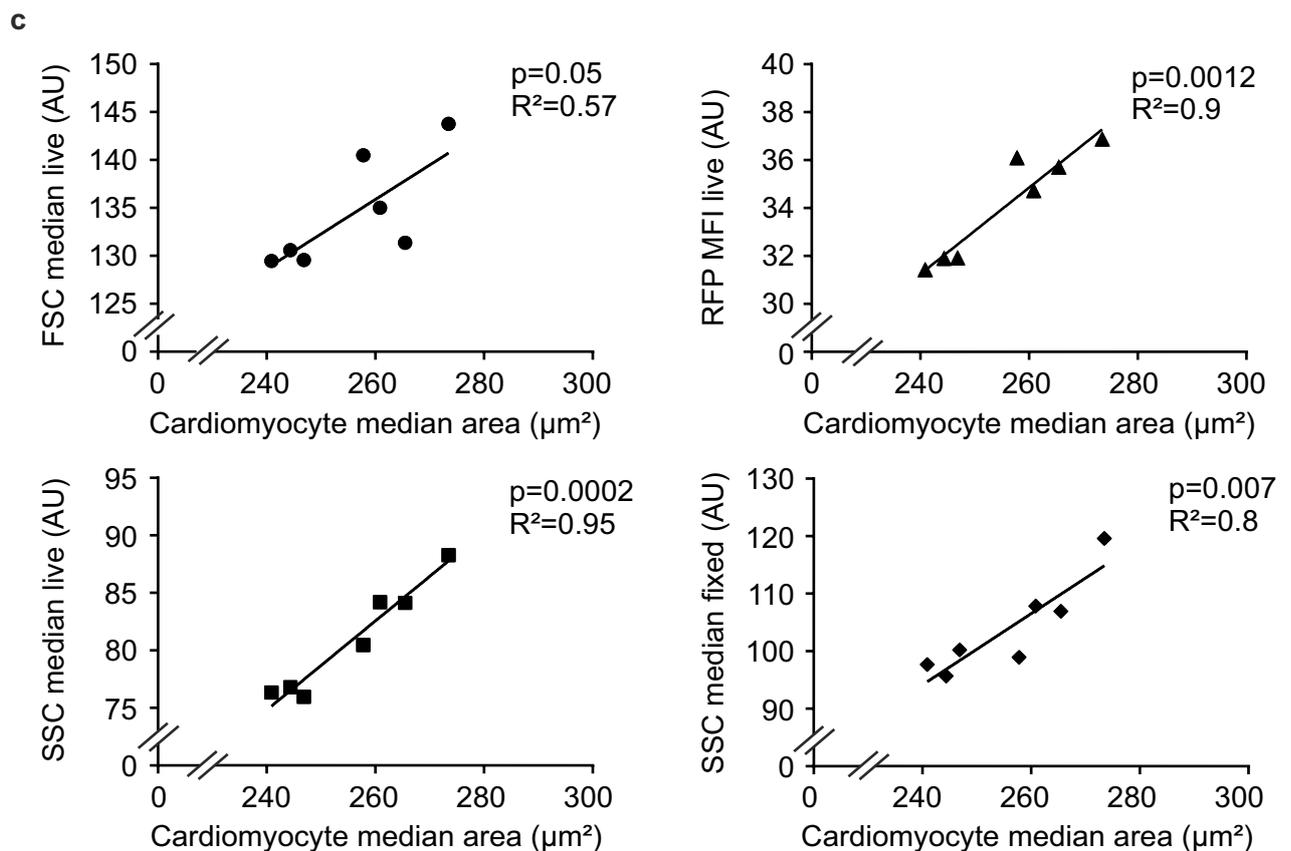 c
150
145
140
135
130
125
0
FSC median live (AU)
p=0.05
R²=0.57
0 240 260 280 300
Cardiomyocyte median area (µm²)
40
38
36
34
32
30
0
RFP MFI live (AU)
p=0.0012
R²=0.9
0 240 260 280 300
Cardiomyocyte median area (µm²)
95
90
85
80
75
0
SSC median live (AU)
p=0.0002
R²=0.95
0 240 260 280 300
Cardiomyocyte median area (µm²)
130
120
110
100
90
0
SSC median fixed (AU)
p=0.007
R²=0.8
0 240 260 280 300
Cardiomyocyte median area (µm²)